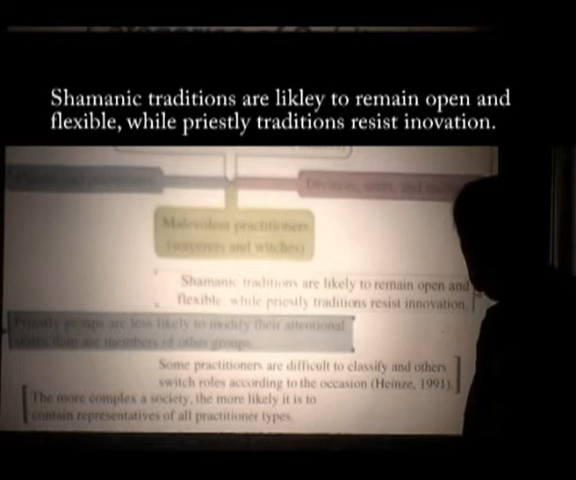 Shamanic traditions are likley to remain open and
flexible, while priestly traditions resist inovation.
Malevolent practitioners
(sorcerers and witches)
Shamanic traditions are likely to remain open and
flexible, while priestly traditions resist innovation.
Priestly groups are less likely to modify their attentional
states than are members of other groups.
Some practitioners are difficult to classify and others
switch roles according to the occasion (Heinze, 1991).
The more complex a society, the more likely it is to
contain representatives of all practitioner types.